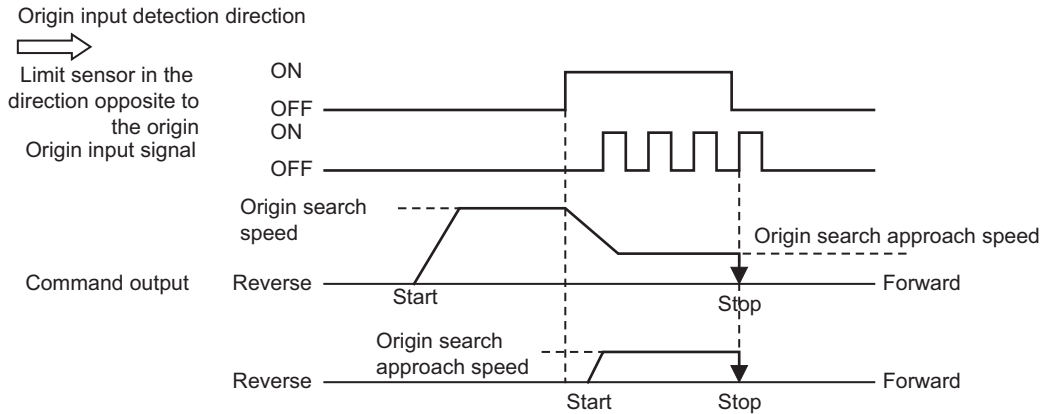 Origin input detection direction
Limit sensor in the
direction opposite to
the origin
ON
OFF
Origin input signal
ON
OFF
Origin search
speed
Origin search approach speed
Command output
Reverse
Forward
Start
Stop
Origin search
approach speed
Reverse
Forward
Start
Stop